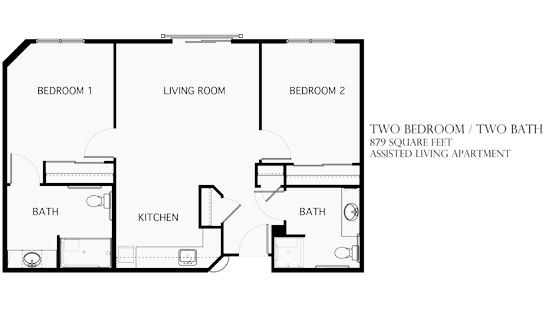 BEDROOM 1
LIVING ROOM
BEDROOM 2
TWO BEDROOM / TWO BATH
879 SQUARE FEET
ASSISTED LIVING APARTMENT
BATH
KITCHEN
BATH